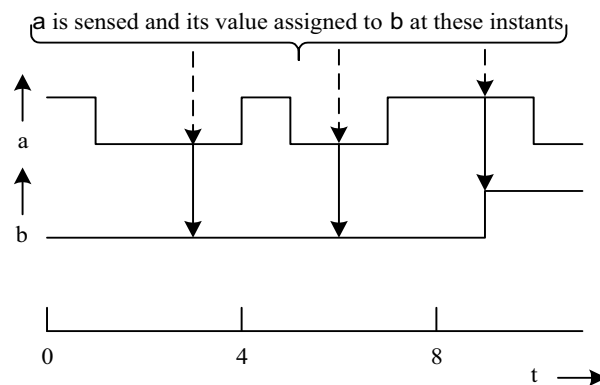 a is sensed and its value assigned to b at these instants
a
b
0 4 8
t